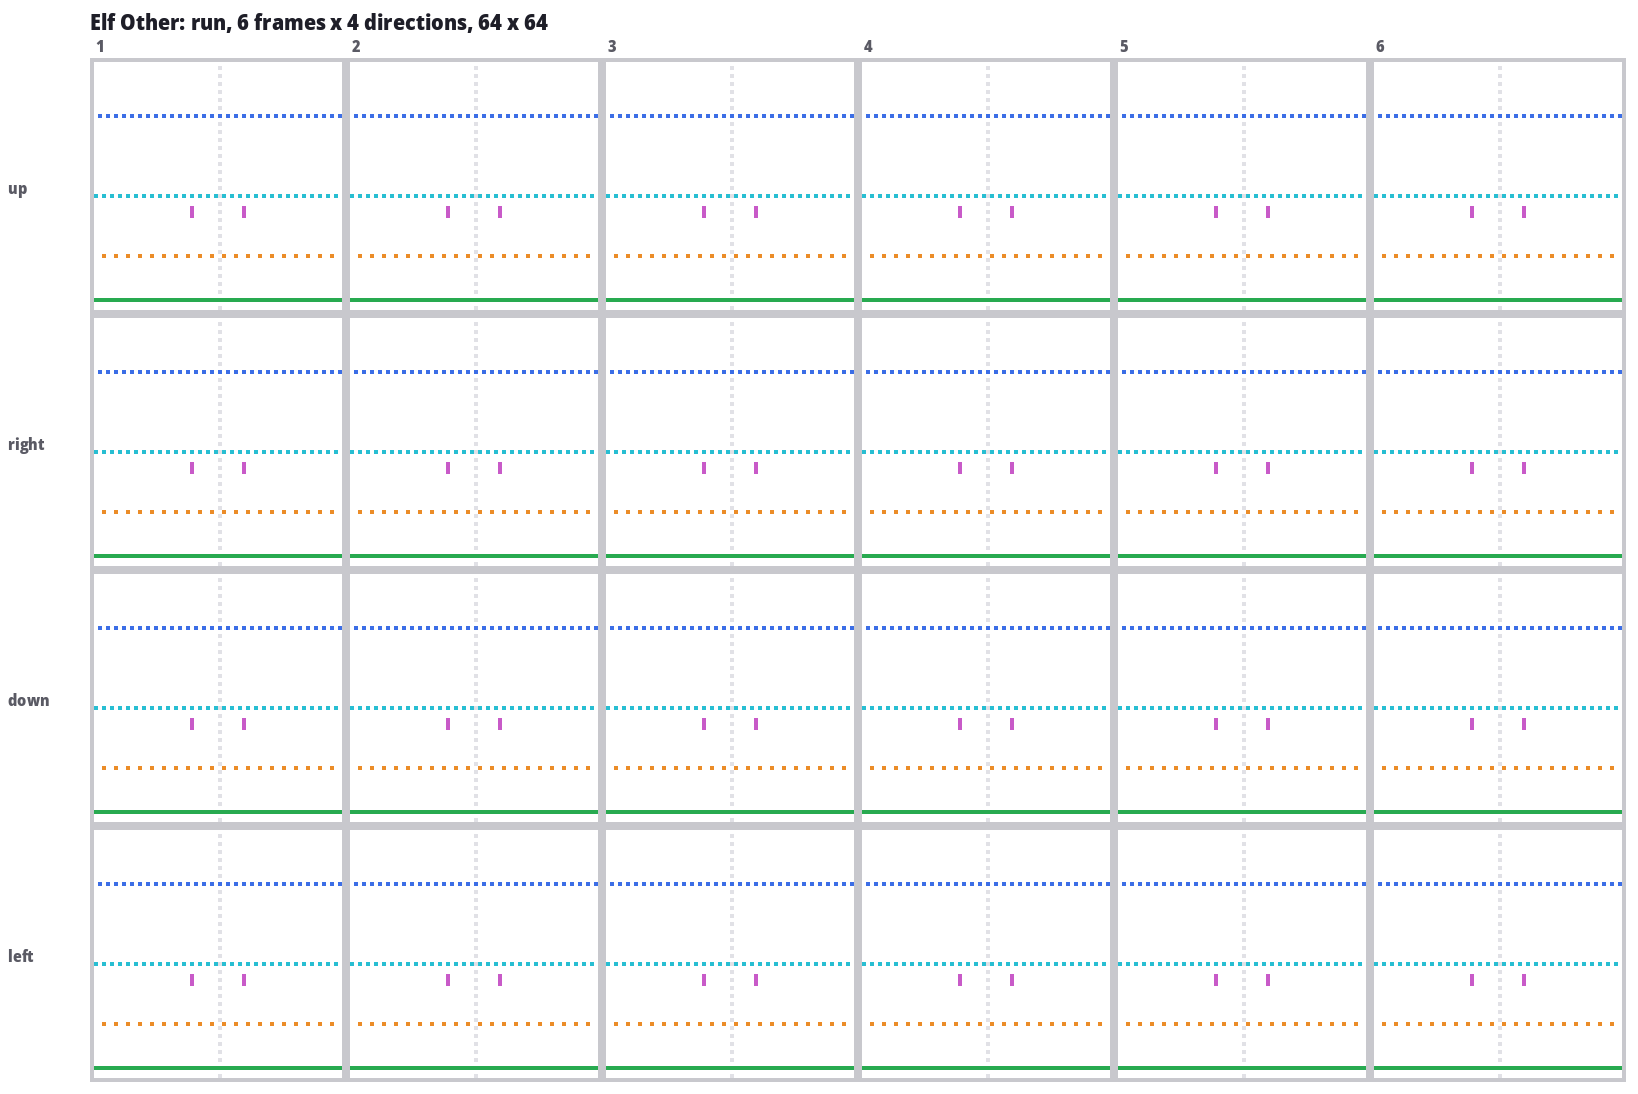 Elf Other: run, 6 frames x 4 directions, 64 x 64
1 2 3 4 5 6
up
right
down
left